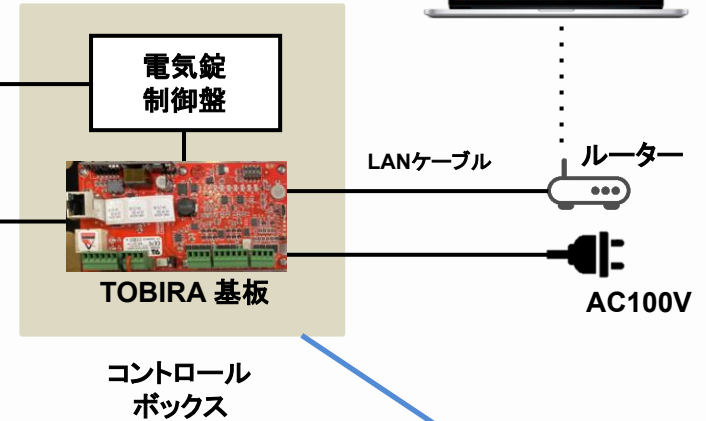 電気錠
制御盤
LANケーブル
ルーター
TOBIRA 基板
AC100V
コントロール
ボックス